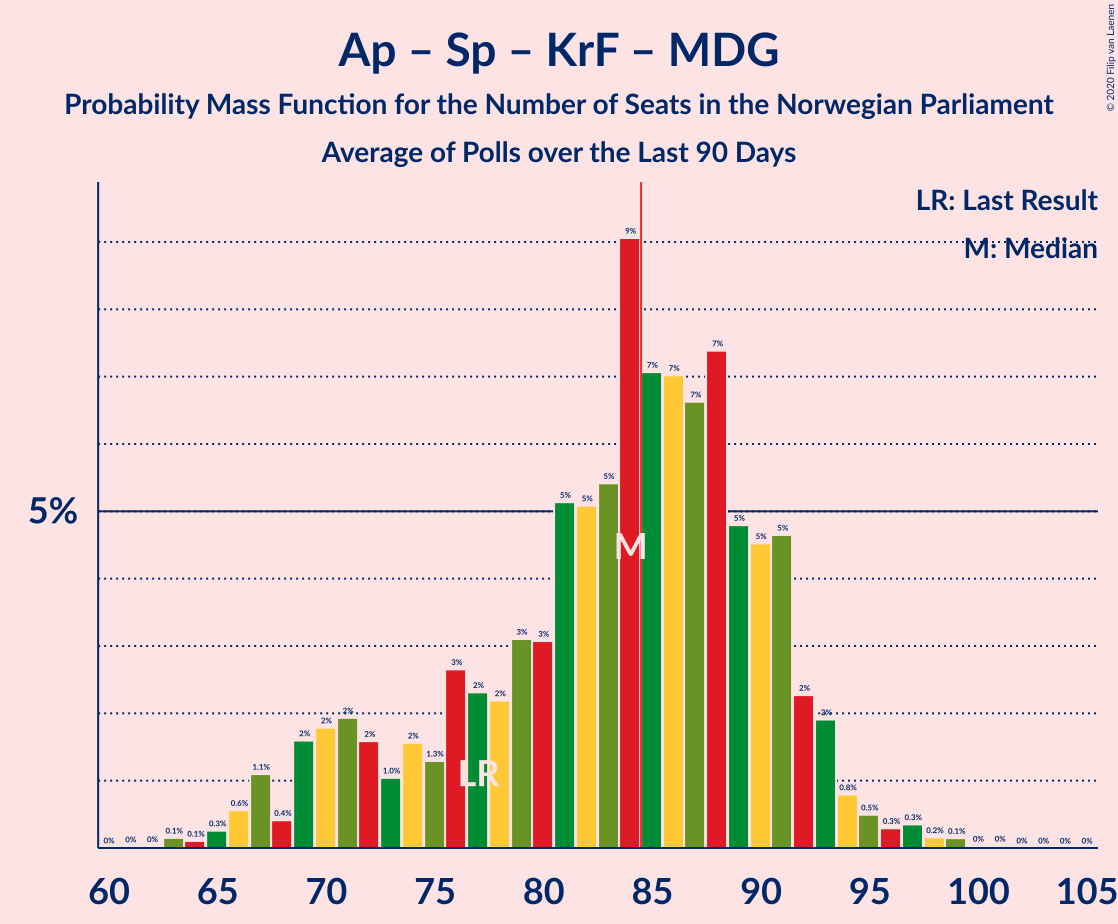 Ap – Sp – KrF – MDG
Probability Mass Function for the Number of Seats in the Norwegian Parliament
Average of Polls over the Last 90 Days
© 2020 Filip van Laenen
LR: Last Result
M: Median
5%
0% 0% 0% 0.1% 0.1% 0.3% 0.6% 1.1% 0.4% 2% 2% 2% 2% 1.0% 2% 1.3% 3% 2% 2% 3% 3% 5% 5% 5% 9% 7% 7% 7% 7% 5% 5% 5% 2% 2% 0.8% 0.5% 0.3% 0.3% 0.2% 0.1% 0% 0% 0% 0% 0% 0%
M
LR
60 65 70 75 80 85 90 95 100 105